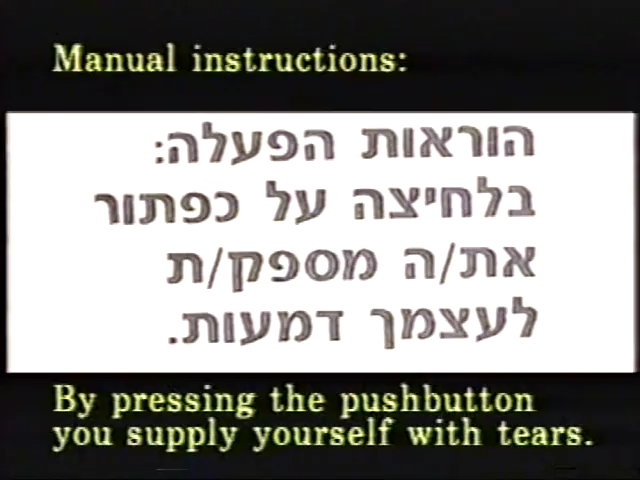 Manual instructions:
הוראות הפעלה:
בלחיצה על כפתור
את/ה מספק/ת
לעצמך דמעות.
By pressing the pushbutton
you supply yourself with tears.